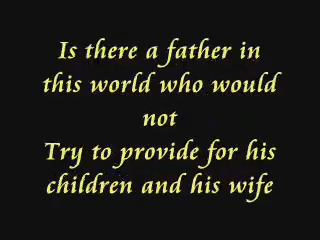 Is there a father in
this world who would
not
Try to provide for his
children and his wife